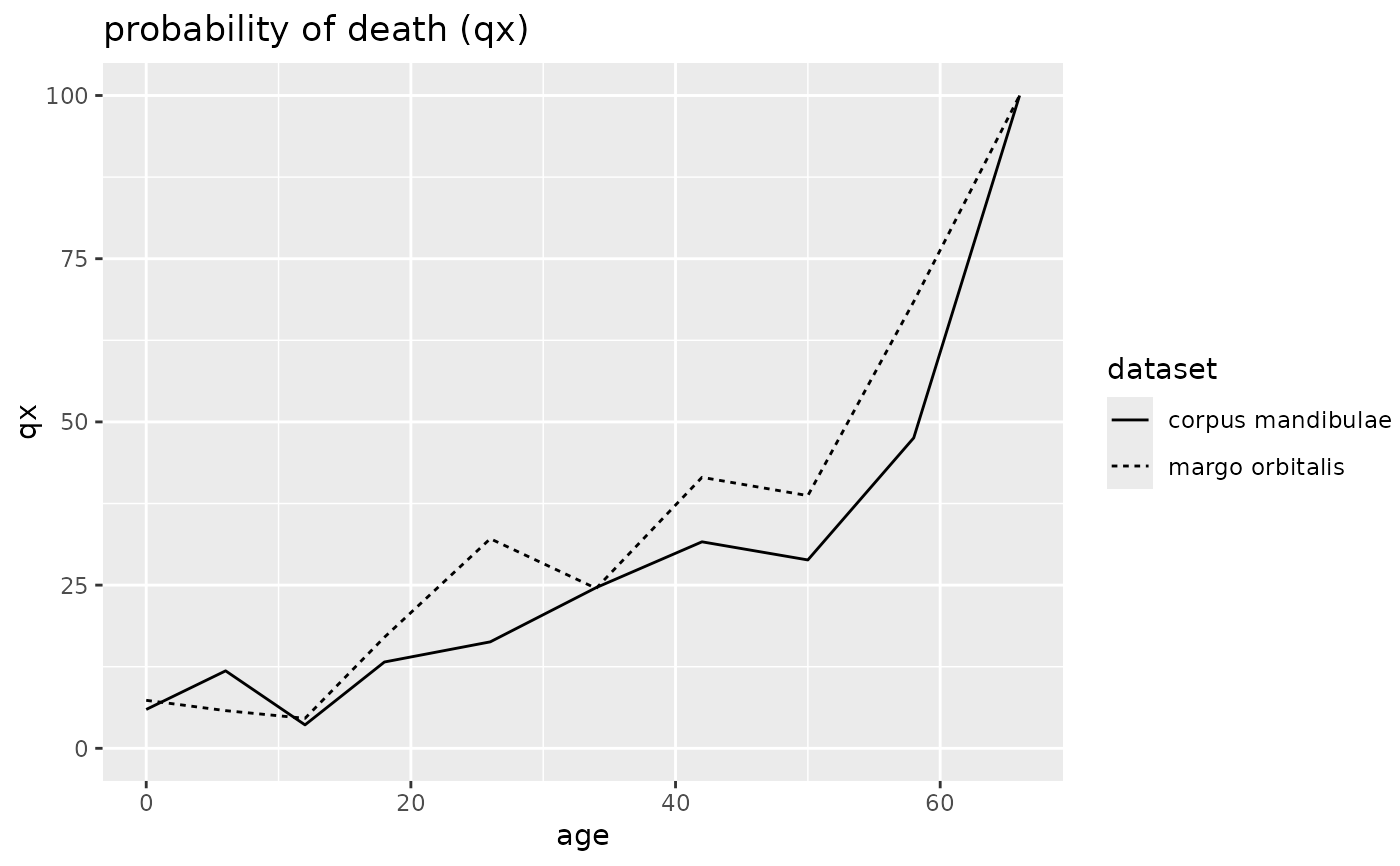 probability of death (qx)
100
75
50
25
0
qx
0 20 40 60
age
dataset
corpus mandibulae
margo orbitalis